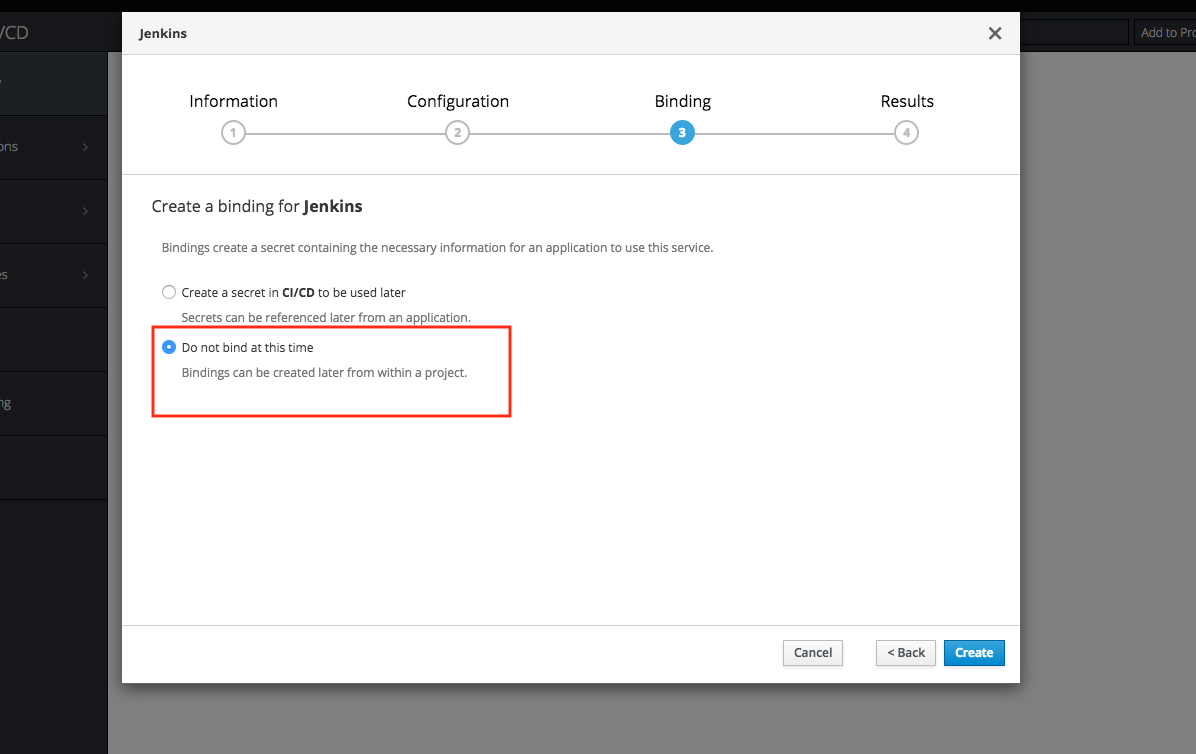 /CD
Add to Pro
Jenkins
Information
Configuration
Binding
Results
1
2
3
4
ons
es
ng
Create a binding for Jenkins
Bindings create a secret containing the necessary information for an application to use this service.
Create a secret in CI/CD to be used later
Secrets can be referenced later from an application.
Do not bind at this time
Bindings can be created later from within a project.
Cancel
< Back
Create